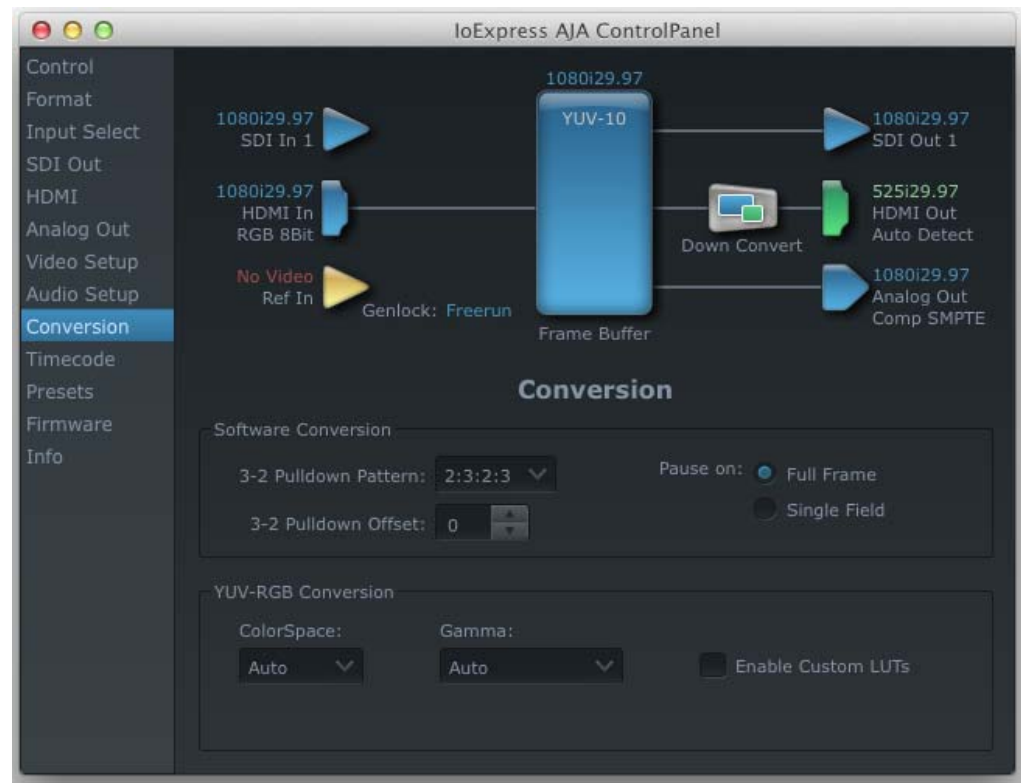 IoExpress AJA ControlPanel
Control
Format
Input Select
SDI Out
HDMI
Analog Out
Video Setup
Audio Setup
Conversion
Timecode
Presets
Firmware
Info
1080i29.97
YUV-10
Frame Buffer
1080i29.97
SDI In 1
1080i29.97
HDMI In
RGB 8Bit
No Video
Ref In
Genlock: Freerun
1080i29.97
SDI Out 1
Down Convert
525i29.97
HDMI Out
Auto Detect
1080i29.97
Analog Out
Comp SMPTE
Conversion
Software Conversion
3-2 Pulldown Pattern: 2:3:2:3
Pause on: Full Frame
Single Field
3-2 Pulldown Offset: 0
YUV-RGB Conversion
ColorSpace: Gamma:
Auto Auto Enable Custom LUTs